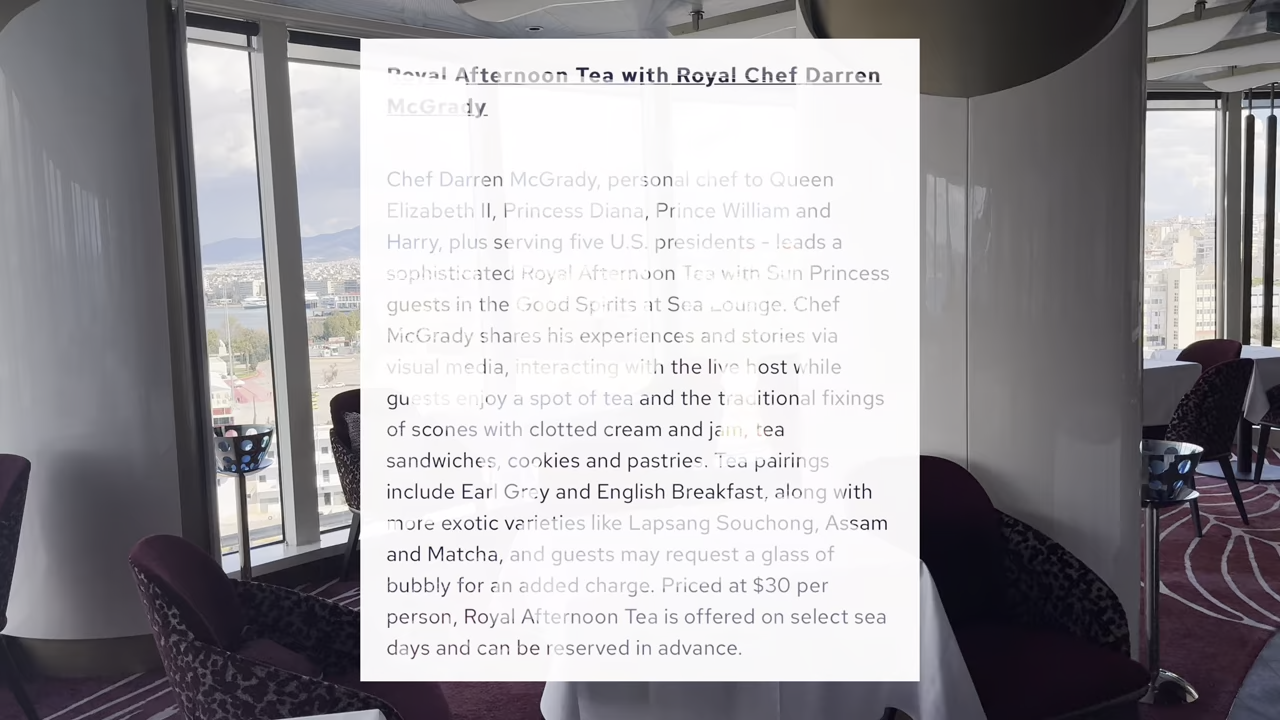 Royal Afternoon Tea with Royal Chef Darren
McGrady
Chef Darren McGrady, personal chef to Queen
Elizabeth II, Princess Diana, Prince William and
Harry, plus serving five U.S. presidents - leads a
sophisticated Royal Afternoon Tea with Sun Princess
guests in the Good Spirits at Sea Lounge. Chef
McGrady shares his experiences and stories via
visual media, interacting with the live host while
guests enjoy a spot of tea and the traditional fixings
of scones with clotted cream and jam, tea
sandwiches, cookies and pastries. Tea pairings
include Earl Grey and English Breakfast, along with
more exotic varieties like Lapsang Souchong, Assam
and Matcha, and guests may request a glass of
bubbly for an added charge. Priced at $30 per
person, Royal Afternoon Tea is offered on select sea
days and can be reserved in advance.